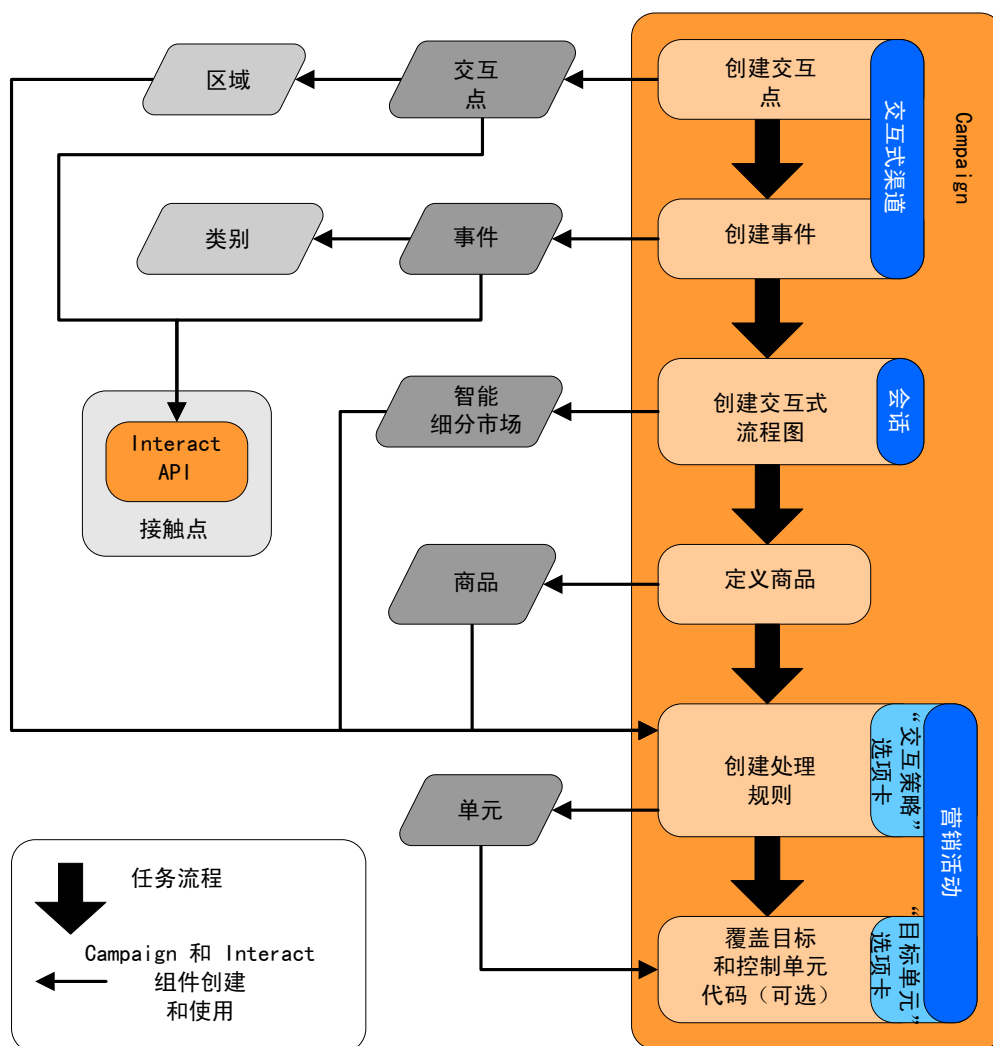 区域
交互
点
创建交互
点
交互式渠道
Campaign
类别
事件
创建事件
智能
细分市场
创建交互式
流程图
会话
Interact
API
接触点
商品
定义商品
创建处理
规则
“交互策略”
选项卡
营销活动
单元
覆盖目标
和控制单元
代码（可选）
“目标单元”
选项卡
任务流程
Campaign 和 Interact
组件创建
和使用